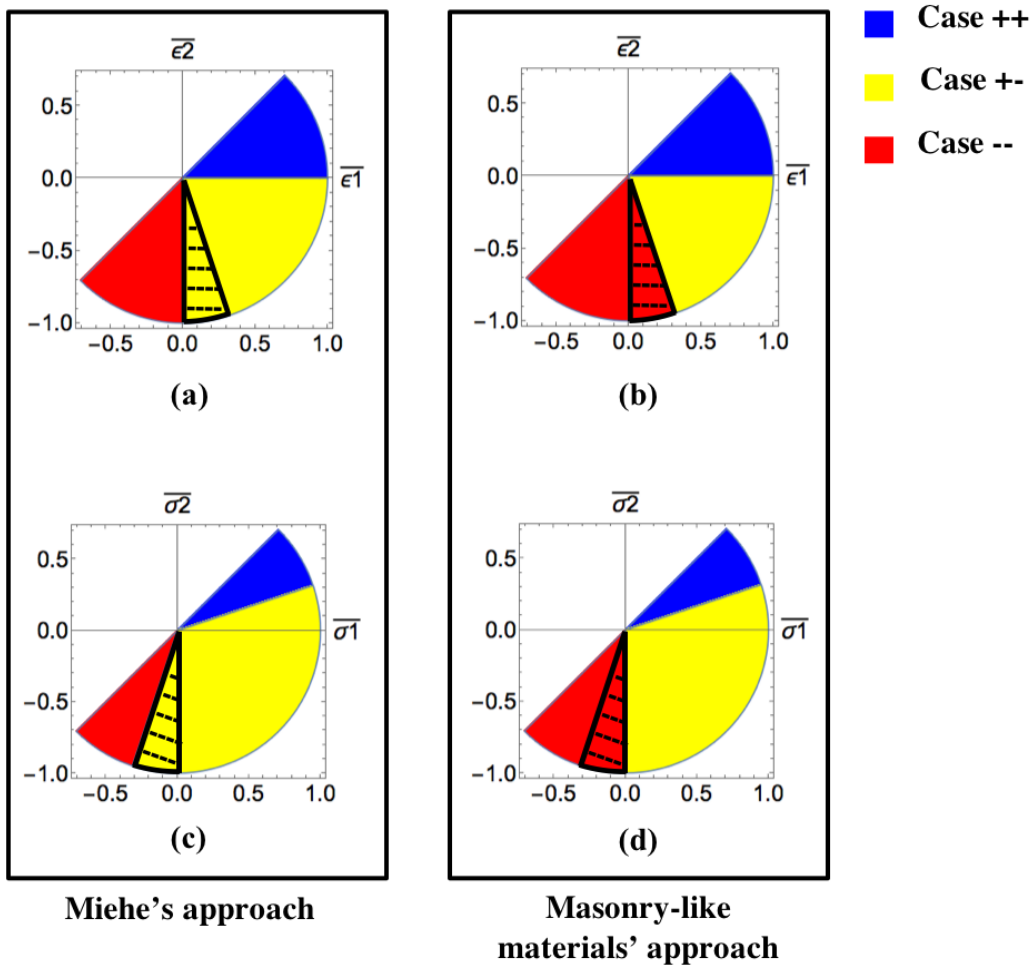 Case ++
Case +-
Case --
ϵ2
0.5
0.0
−0.5
−1.0
ϵ1
−0.5 0.0 0.5 1.0
(a)
ϵ2
0.5
0.0
−0.5
−1.0
ϵ1
−0.5 0.0 0.5 1.0
(b)
σ2
0.5
0.0
−0.5
−1.0
σ1
−0.5 0.0 0.5 1.0
(c)
σ2
0.5
0.0
−0.5
−1.0
σ1
−0.5 0.0 0.5 1.0
(d)
Miehe’s approach
Masonry-like
materials’ approach